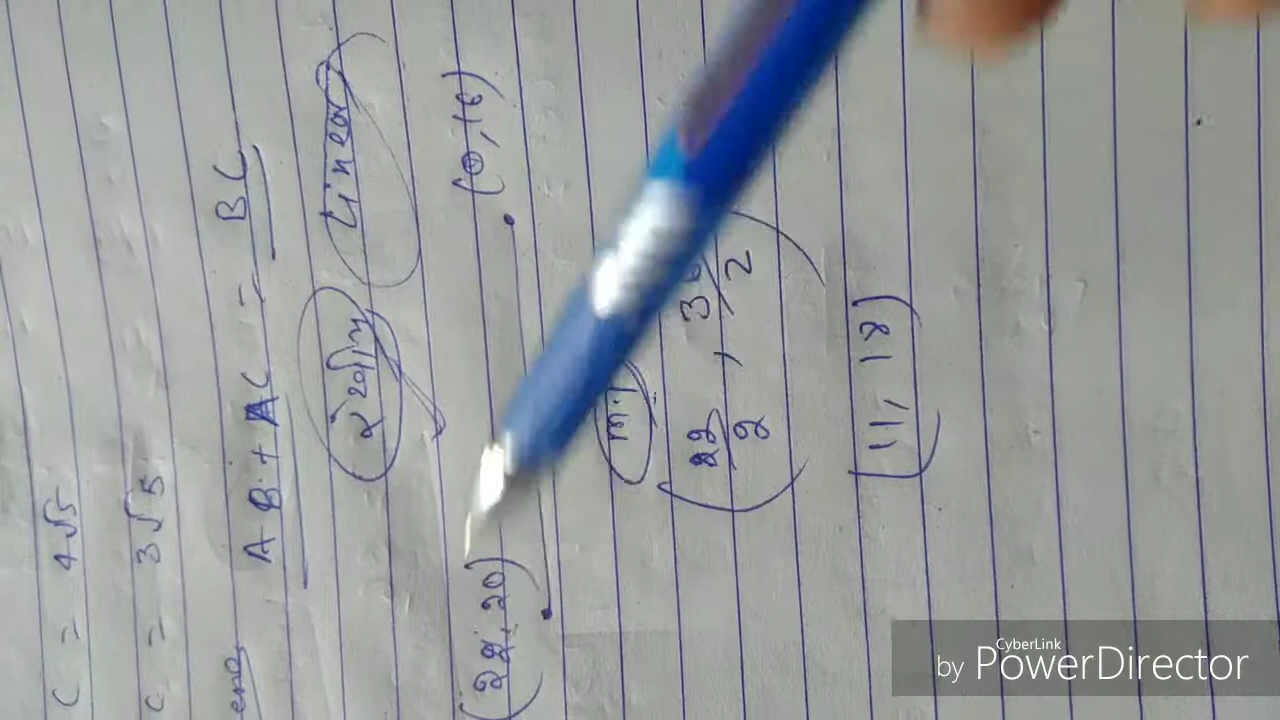 C = 4√5
C = 3√5
AB + AC = BC
Linear
(22, 20) (0, 16)
m.p
(22/2, 36/2)
(11, 18)
by CyberLink PowerDirector